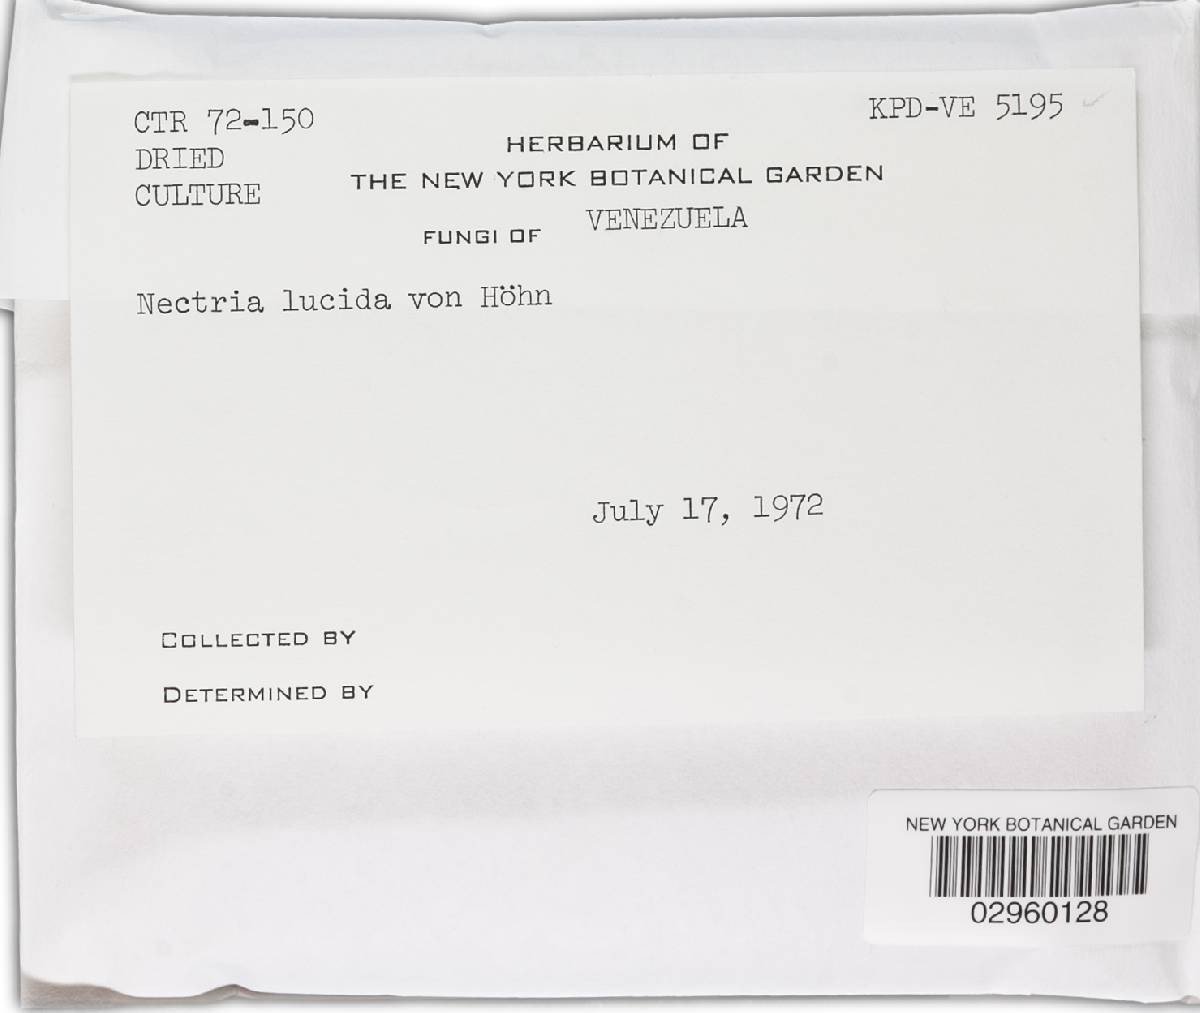 CTR 72-150
KPD-VE 5195
DRIED
CULTURE
HERBARIUM OF
THE NEW YORK BOTANICAL GARDEN
FUNGI OF VENEZUELA
Nectria lucida von Höhn
July 17, 1972
COLLECTED BY
DETERMINED BY
NEW YORK BOTANICAL GARDEN
02960128